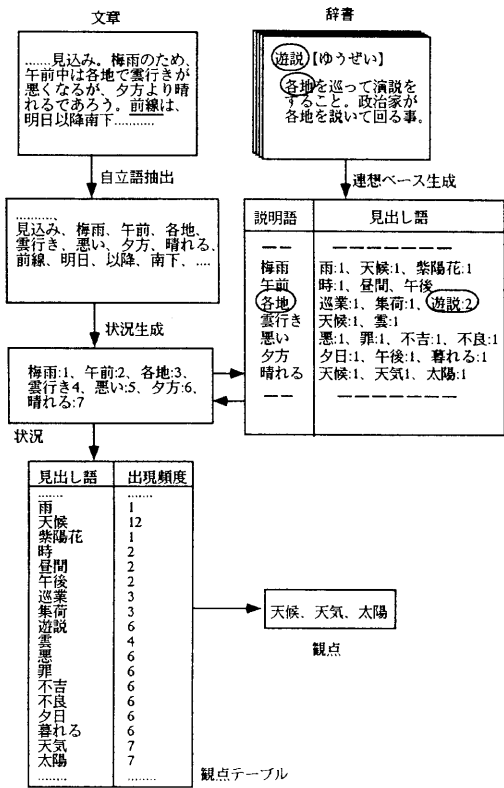 文章
……見込み。梅雨のため、
午前中は各地で雲行きが
悪くなるが、夕方より晴
れるであろう。前線は、
明日以降南下…………
自立語抽出
………
見込み、梅雨、午前、各地、
雲行き、悪い、夕方、晴れる、
前線、明日、以降、南下、….
状況生成
梅雨:1、午前:2、各地:3、
雲行き4、悪い:5、夕方:6、
晴れる:7
状況
辞書
遊説【ゆうぜい】
各地を巡って演説を
すること。政治家が
各地を説いて回る事。
連想ベース生成
説明語 見出し語
梅雨 雨:1、天候:1、紫陽花:1
午前 時:1、昼間、午後
各地 巡業:1、集荷:1、遊説:2
雲行き 天候:1、雲:1
悪い 悪:1、罪:1、不吉:1、不良:1
夕方 夕日:1、午後:1、暮れる:1
晴れる 天候:1、天気1、太陽:1
見出し語 出現頻度
……. …….
雨 1
天候 12
紫陽花 1
時 2
昼間 2
午後 2
巡業 3
集荷 3
遊説 6
雲 4
悪 6
罪 6
不吉 6
不良 6
夕日 6
暮れる 6
天気 7
太陽 7
…….. ……..
観点テーブル
天候、天気、太陽
観点